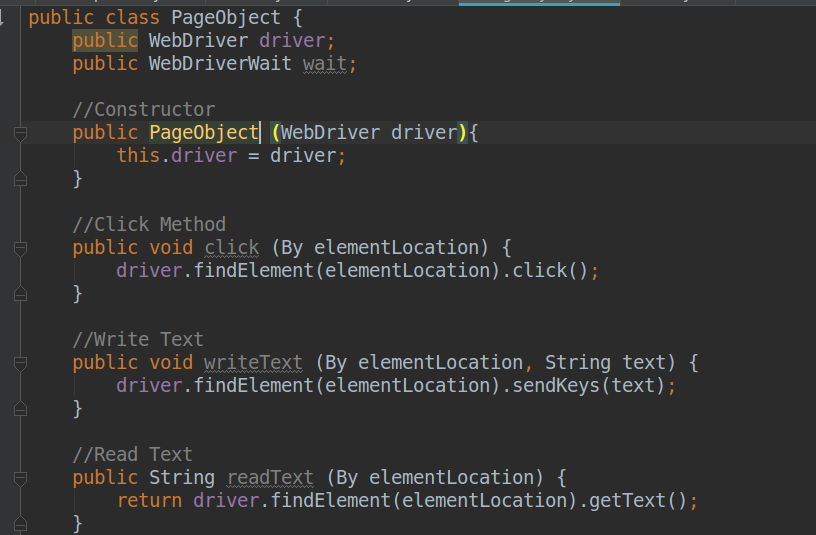 public class PageObject {
public WebDriver driver;
public WebDriverWait wait;
//Constructor
public PageObject (WebDriver driver){
this.driver = driver;
}
//Click Method
public void click (By elementLocation) {
driver.findElement(elementLocation).click();
}
//Write Text
public void writeText (By elementLocation, String text) {
driver.findElement(elementLocation).sendKeys(text);
}
//Read Text
public String readText (By elementLocation) {
return driver.findElement(elementLocation).getText();
}